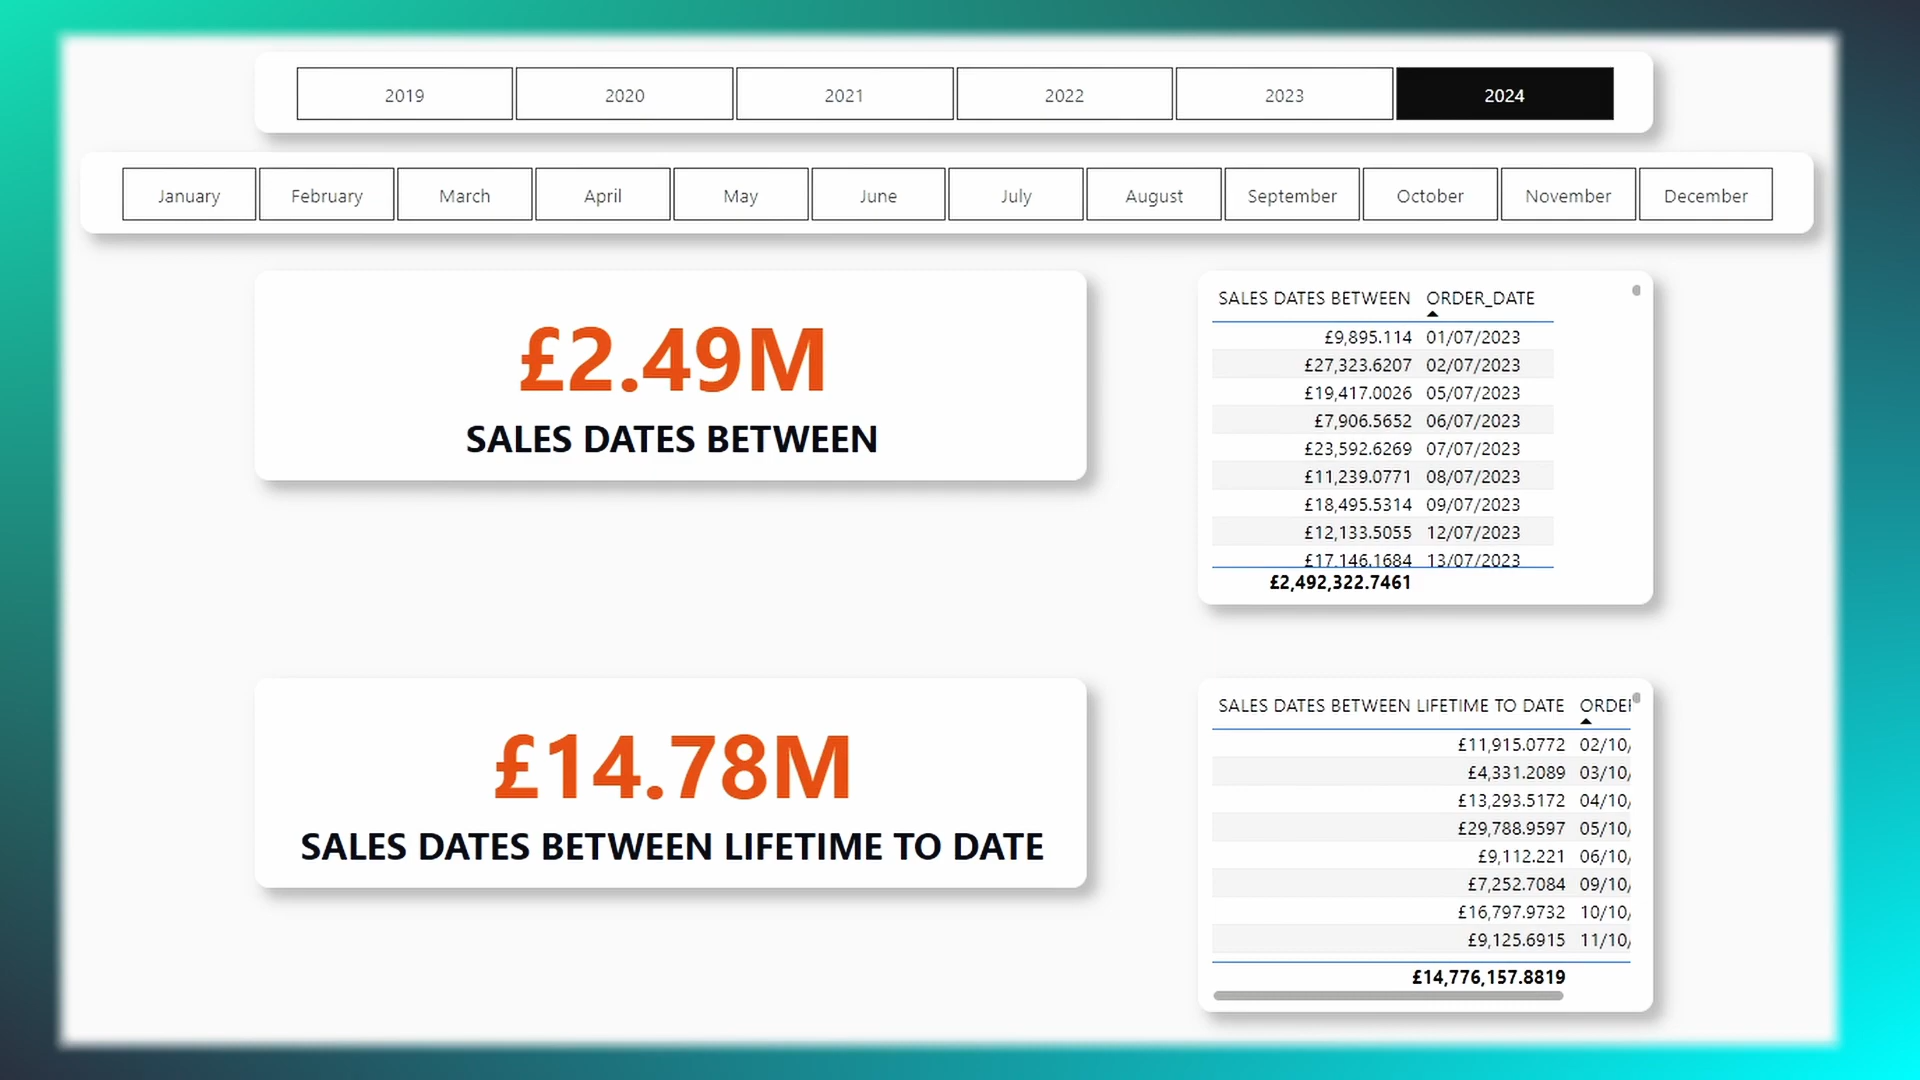 2019 2020 2021 2022 2023 2024
January February March April May June July August September October November December
£2.49M
SALES DATES BETWEEN
SALES DATES BETWEEN ORDER_DATE
£9,895.114 01/07/2023
£27,323.6207 02/07/2023
£19,417.0026 05/07/2023
£7,906.5652 06/07/2023
£23,592.6269 07/07/2023
£11,239.0771 08/07/2023
£18,495.5314 09/07/2023
£12,133.5055 12/07/2023
£17,146.1684 13/07/2023
£2,492,322.7461
£14.78M
SALES DATES BETWEEN LIFETIME TO DATE
SALES DATES BETWEEN LIFETIME TO DATE ORDER
£11,915.0772 02/10/
£4,331.2089 03/10/
£13,293.5172 04/10/
£29,788.9597 05/10/
£9,112.221 06/10/
£7,252.7084 09/10/
£16,797.9732 10/10/
£9,125.6915 11/10/
£14,776,157.8819